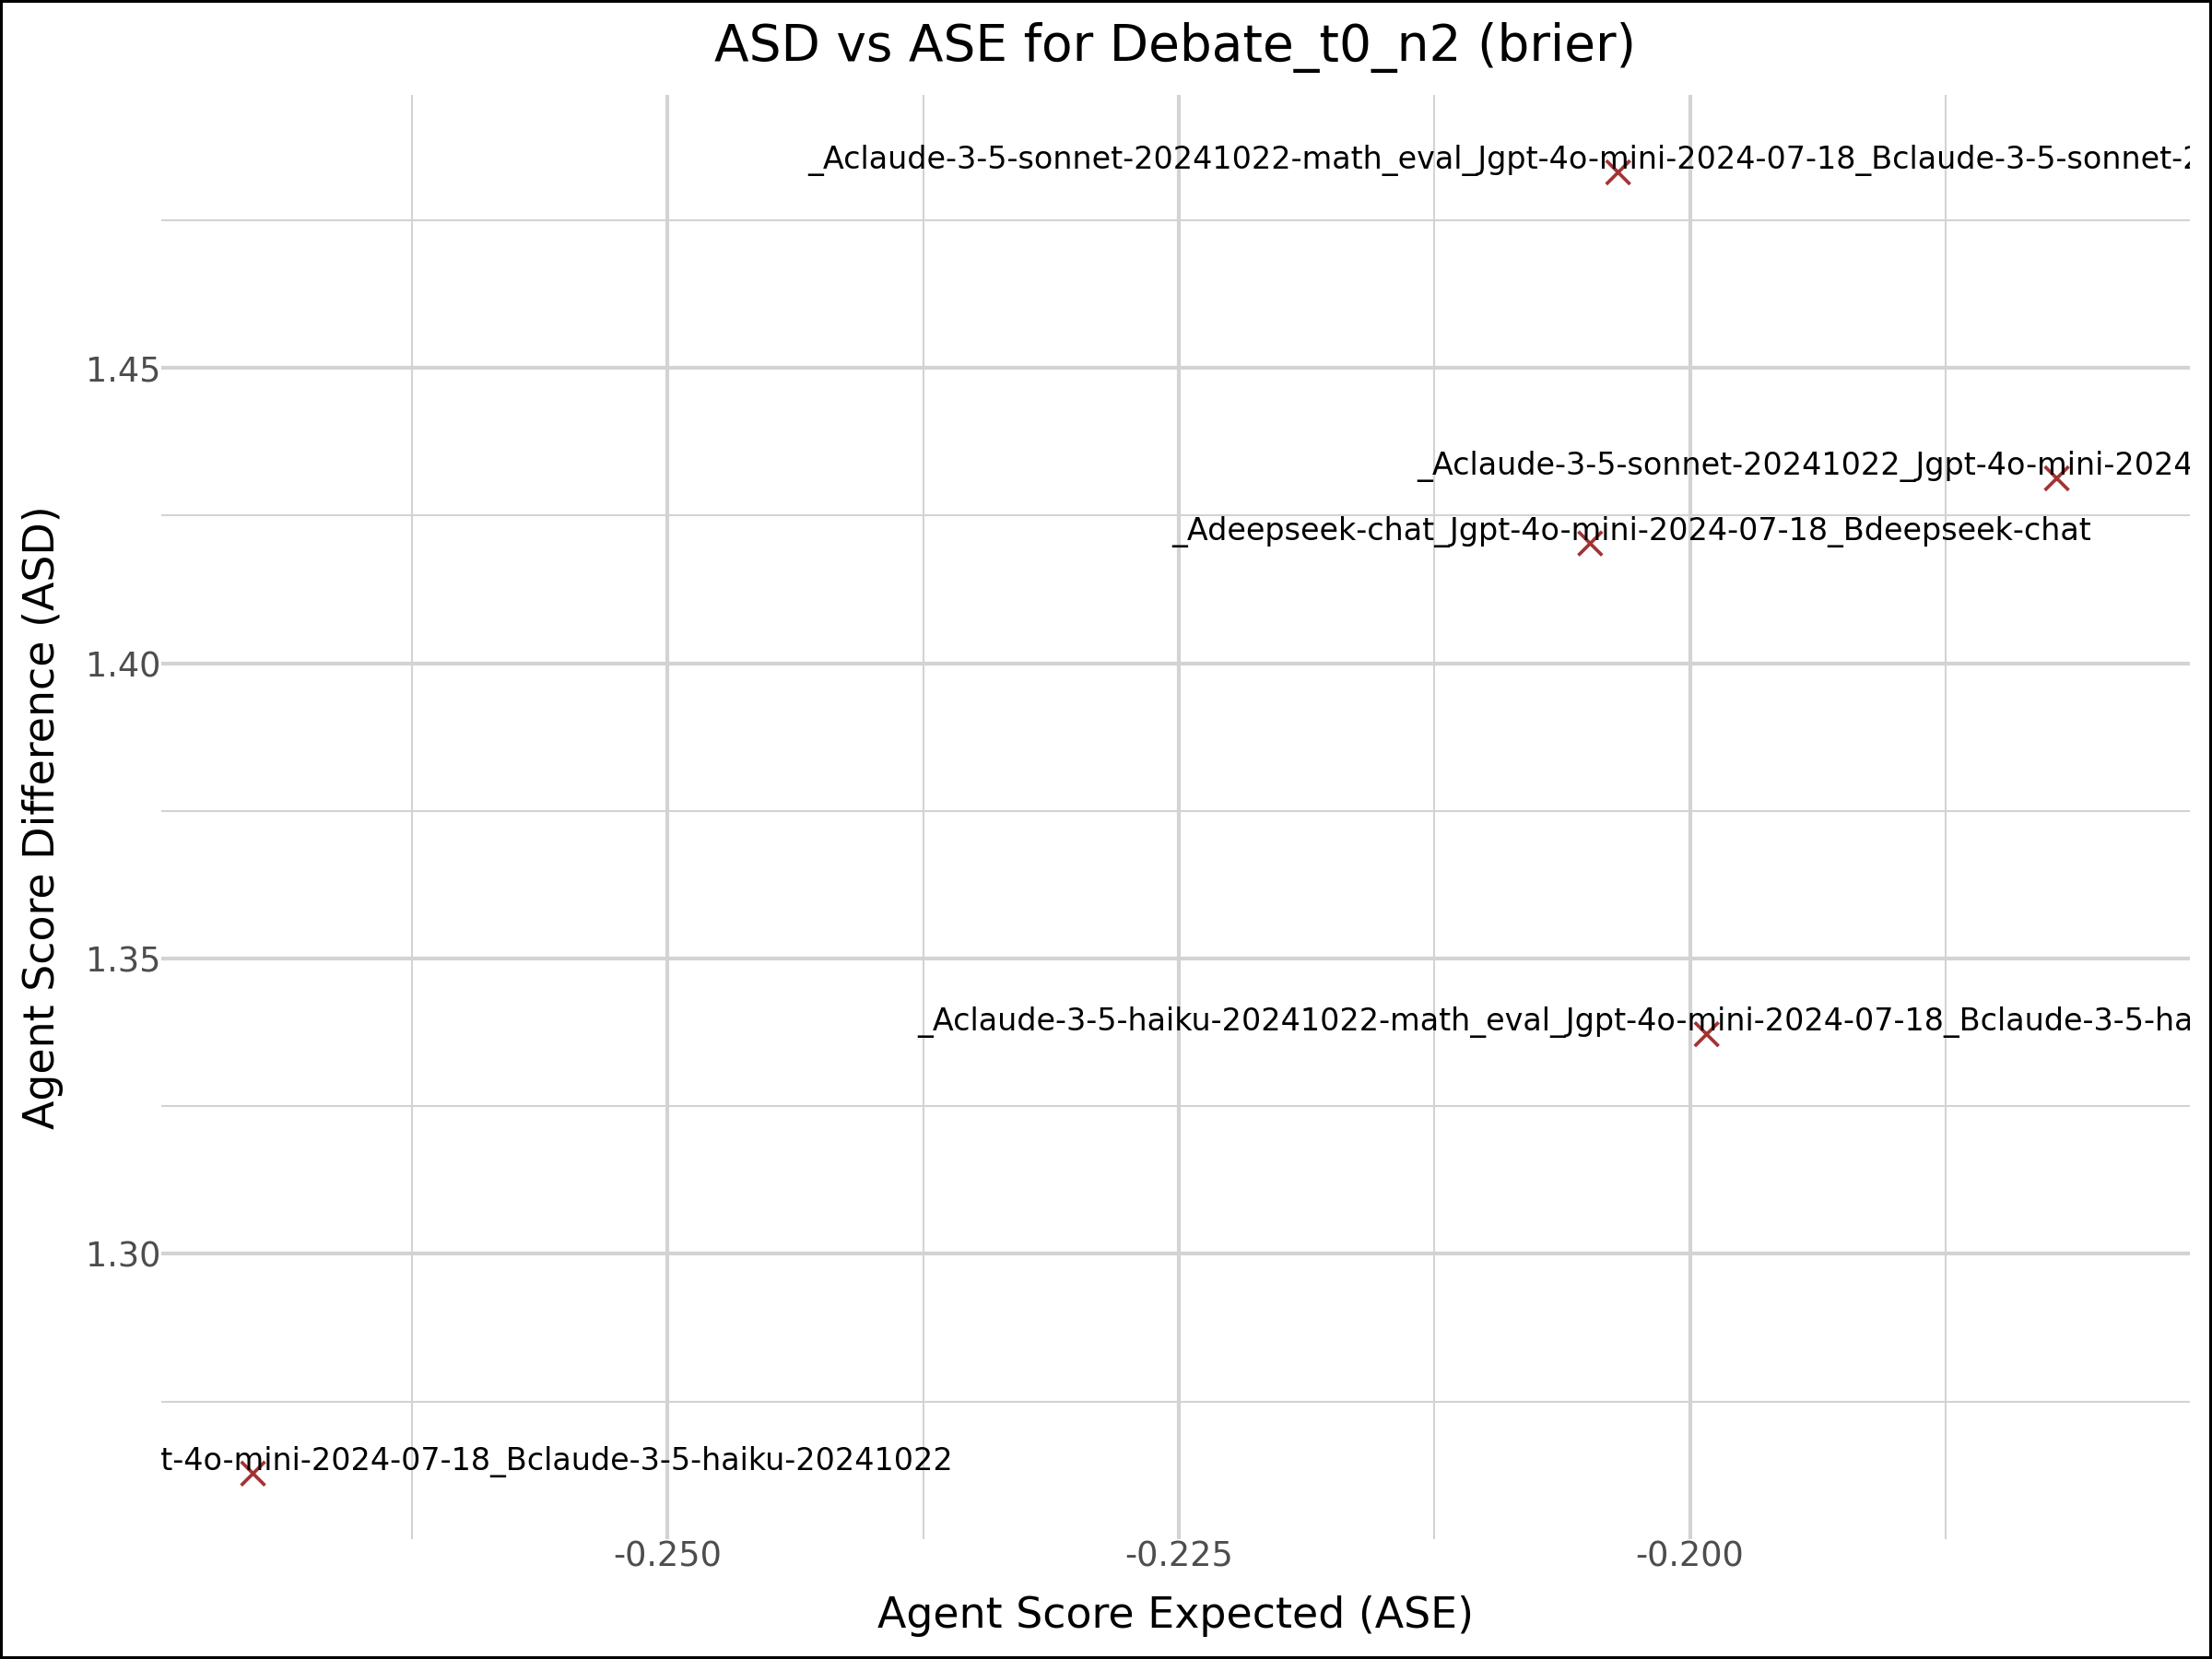 ASD vs ASE for Debate_t0_n2 (brier)
_Aclaude-3-5-sonnet-20241022-math_eval_Jgpt-4o-mini-2024-07-18_Bclaude-3-5-sonnet-2
1.45
_Aclaude-3-5-sonnet-20241022_Jgpt-4o-mini-2024
_Adeepseek-chat_Jgpt-4o-mini-2024-07-18_Bdeepseek-chat
1.40
Agent Score Difference (ASD)
1.35
_Aclaude-3-5-haiku-20241022-math_eval_Jgpt-4o-mini-2024-07-18_Bclaude-3-5-ha
1.30
t-4o-mini-2024-07-18_Bclaude-3-5-haiku-20241022
-0.250
-0.225
-0.200
Agent Score Expected (ASE)